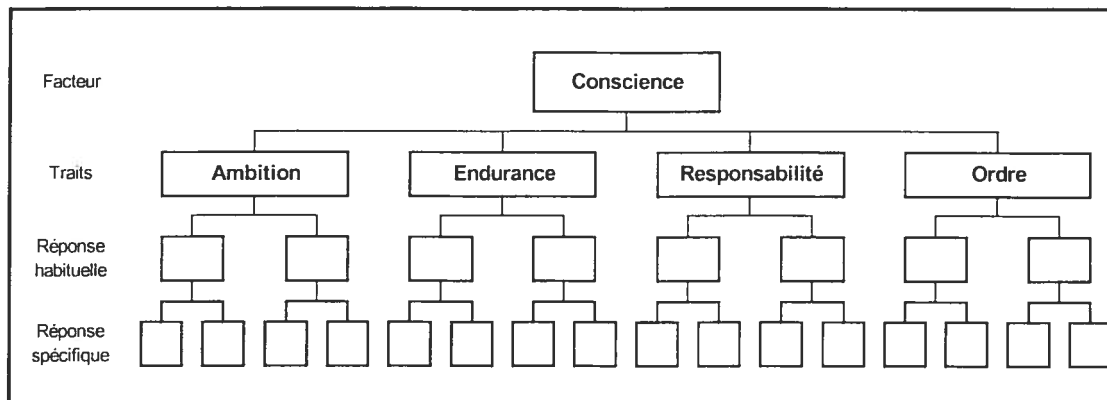 Facteur
Conscience
Traits
Ambition
Endurance
Responsabilité
Ordre
Réponse
habituelle
Réponse
spécifique